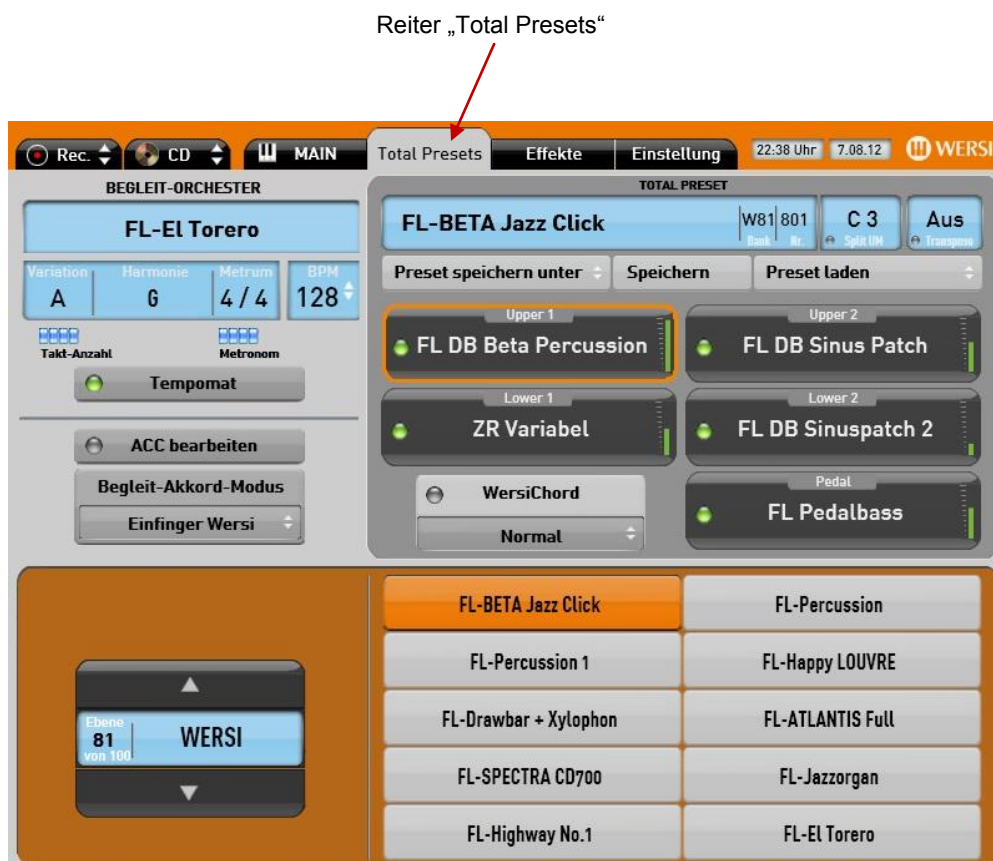 Reiter „Total Presets“
Rec. CD MAIN Total Presets Effekte Einstellung 22:38 Uhr 7.08.12 WERSI
BEGLEIT-ORCHESTER
FL-El Torero
Variation Harmonie Metrum BPM
A G 4/4 128
Takt-Anzahl Metronom
Tempomat
ACC bearbeiten
Begleit-Akkord-Modus
Einfinger Wersi
TOTAL PRESET
FL-BETA Jazz Click W81 801 C 3 Aus
Bank Nr. Split UM Transpose
Preset speichern unter Speichern Preset laden
Upper 1
FL DB Beta Percussion
Upper 2
FL DB Sinus Patch
Lower 1
ZR Variabel
Lower 2
FL DB Sinuspatch 2
WersiChord
Normal
Pedal
FL Pedalbass
Ebene
81 WERSI
von 100
FL-BETA Jazz Click FL-Percussion
FL-Percussion 1 FL-Happy LOUVRE
FL-Drawbar + Xylophon FL-ATLANTIS Full
FL-SPECTRA CD700 FL-Jazzorgan
FL-Highway No.1 FL-El Torero